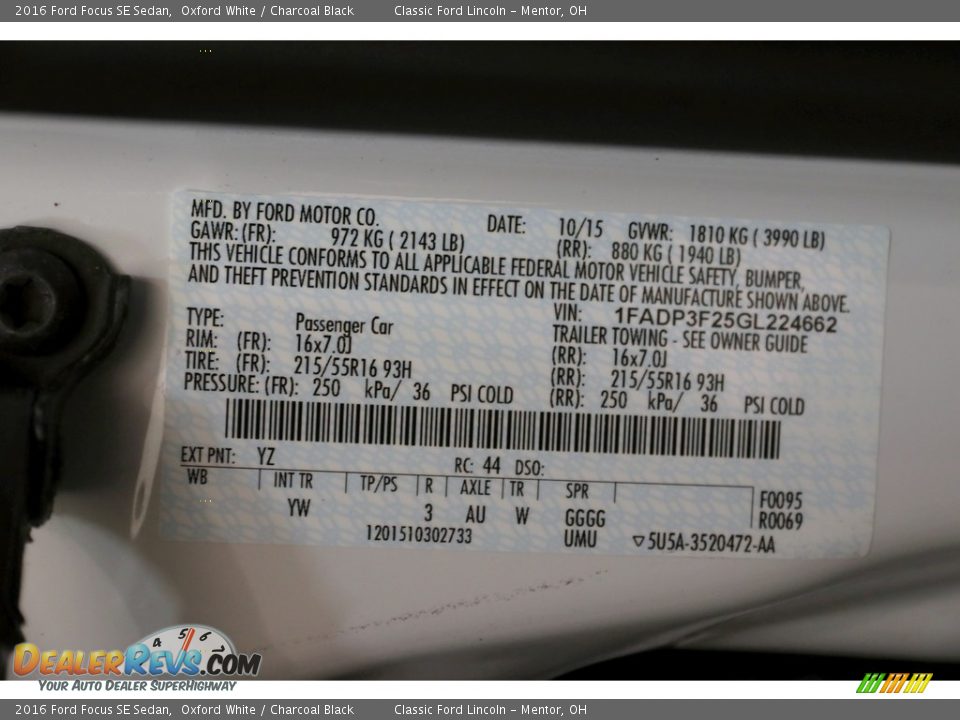 2016 Ford Focus SE Sedan, Oxford White / Charcoal Black Classic Ford Lincoln – Mentor, OH
MFD. BY FORD MOTOR CO. DATE: 10/15 GVWR: 1810 KG ( 3990 LB)
GAWR: (FR): 972 KG ( 2143 LB) (RR): 880 KG ( 1940 LB)
THIS VEHICLE CONFORMS TO ALL APPLICABLE FEDERAL MOTOR VEHICLE SAFETY, BUMPER,
AND THEFT PREVENTION STANDARDS IN EFFECT ON THE DATE OF MANUFACTURE SHOWN ABOVE.
VIN: 1FADP3F25GL224662
TYPE: Passenger Car TRAILER TOWING - SEE OWNER GUIDE
RIM: (FR): 16x7.0J (RR): 16x7.0J
TIRE: (FR): 215/55R16 93H (RR): 215/55R16 93H
PRESSURE: (FR): 250 kPa/ 36 PSI COLD (RR): 250 kPa/ 36 PSI COLD
EXT PNT: YZ RC: 44 DSO:
WB INT TR TP/PS R AXLE TR SPR F0095
YW 3 AU W GGGG R0069
1201510302733 UMU ▽5U5A-3520472-AA
4 5 6
DEALERREVS.COM
YOUR AUTO DEALER SUPERHIGHWAY
2016 Ford Focus SE Sedan, Oxford White / Charcoal Black Classic Ford Lincoln – Mentor, OH